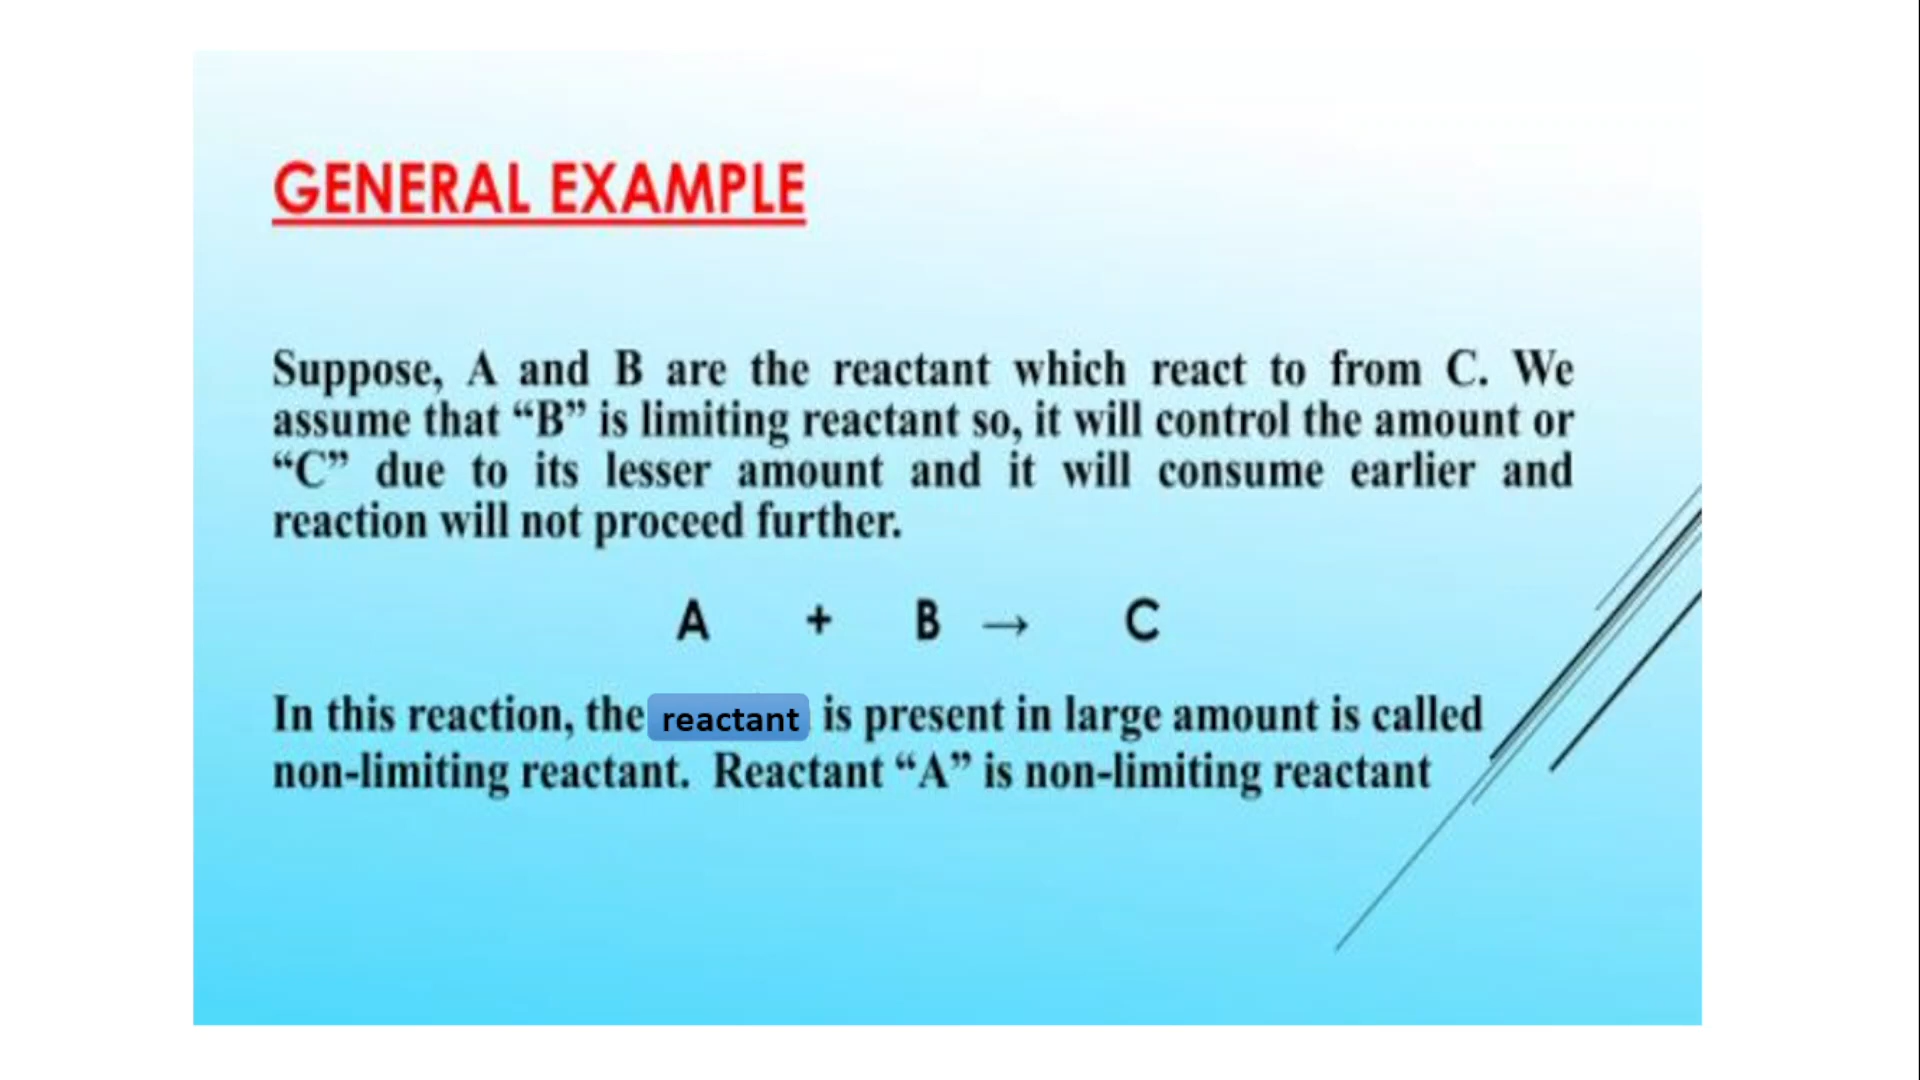 GENERAL EXAMPLE
Suppose, A and B are the reactant which react to from C. We
assume that “B” is limiting reactant so, it will control the amount or
“C” due to its lesser amount and it will consume earlier and
reaction will not proceed further.
A + B → C
In this reaction, the reactant is present in large amount is called
non-limiting reactant. Reactant “A” is non-limiting reactant